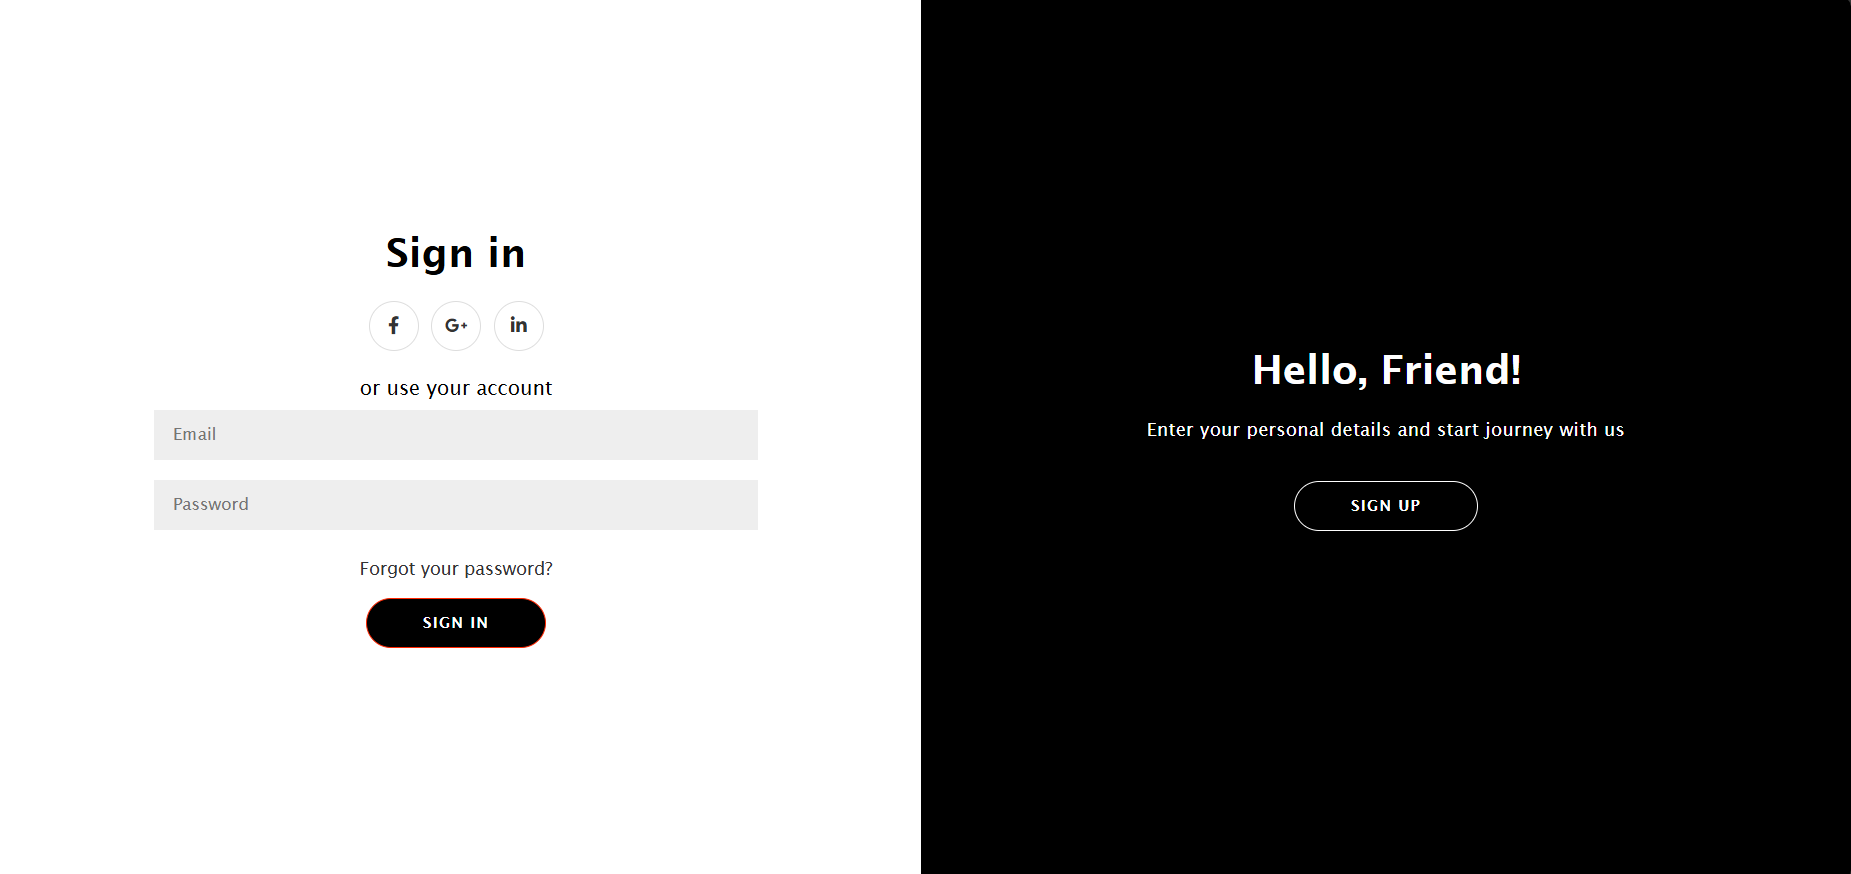 Sign in
f G+ in
or use your account
Email
Password
Forgot your password?
SIGN IN
Hello, Friend!
Enter your personal details and start journey with us
SIGN UP